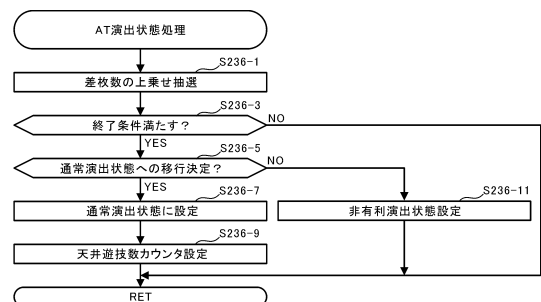 AT演出状態処理
S236-1
差枚数の上乗せ抽選
S236-3
終了条件満たす?
NO
YES
S236-5
通常演出状態への移行決定?
NO
YES
S236-7
通常演出状態に設定
S236-11
非有利演出状態設定
S236-9
天井遊技数カウンタ設定
RET